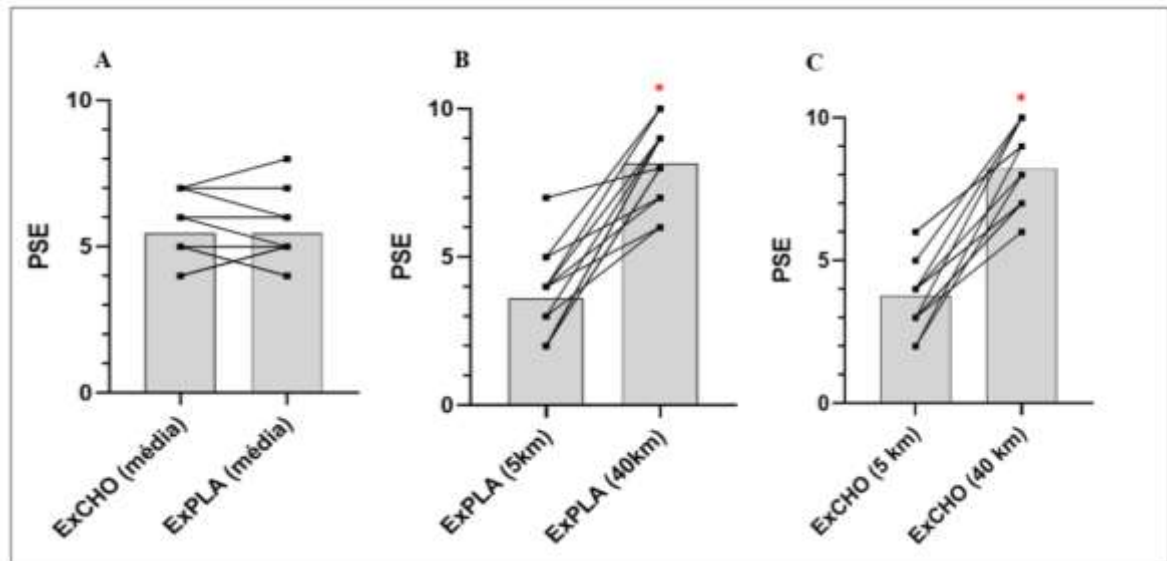 A
PSE
10
5
0
ExCHO (média)
ExPLA (média)
B
*
PSE
10
5
0
ExPLA (5km)
ExPLA (40km)
C
*
PSE
10
5
0
ExCHO (5 km)
ExCHO (40 km)